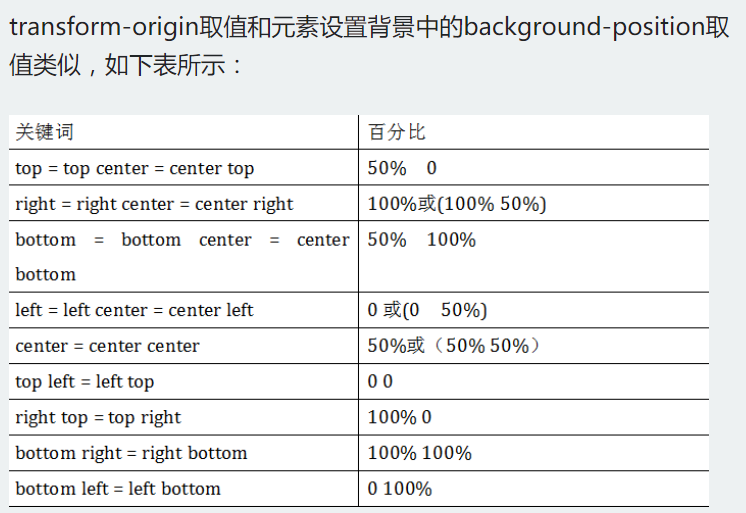 transform-origin取值和元素设置背景中的background-position取
值类似，如下表所示：
关键词 百分比
top = top center = center top 50% 0
right = right center = center right 100%或(100% 50%)
bottom = bottom center = center 50% 100%
bottom
left = left center = center left 0 或(0 50%)
center = center center 50%或（50% 50%）
top left = left top 0 0
right top = top right 100% 0
bottom right = right bottom 100% 100%
bottom left = left bottom 0 100%